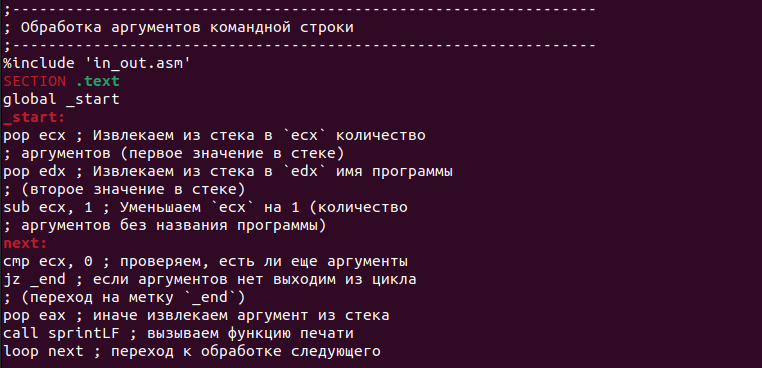 ;-----------------------------------------------------------------
; Обработка аргументов командной строки
;-----------------------------------------------------------------
%include 'in_out.asm'
SECTION .text
global _start
_start:
pop ecx ; Извлекаем из стека в `ecx` количество
; аргументов (первое значение в стеке)
pop edx ; Извлекаем из стека в `edx` имя программы
; (второе значение в стеке)
sub ecx, 1 ; Уменьшаем `ecx` на 1 (количество
; аргументов без названия программы)
next:
cmp ecx, 0 ; проверяем, есть ли еще аргументы
jz _end ; если аргументов нет выходим из цикла
; (переход на метку `_end`)
pop eax ; иначе извлекаем аргумент из стека
call sprintLF ; вызываем функцию печати
loop next ; переход к обработке следующего